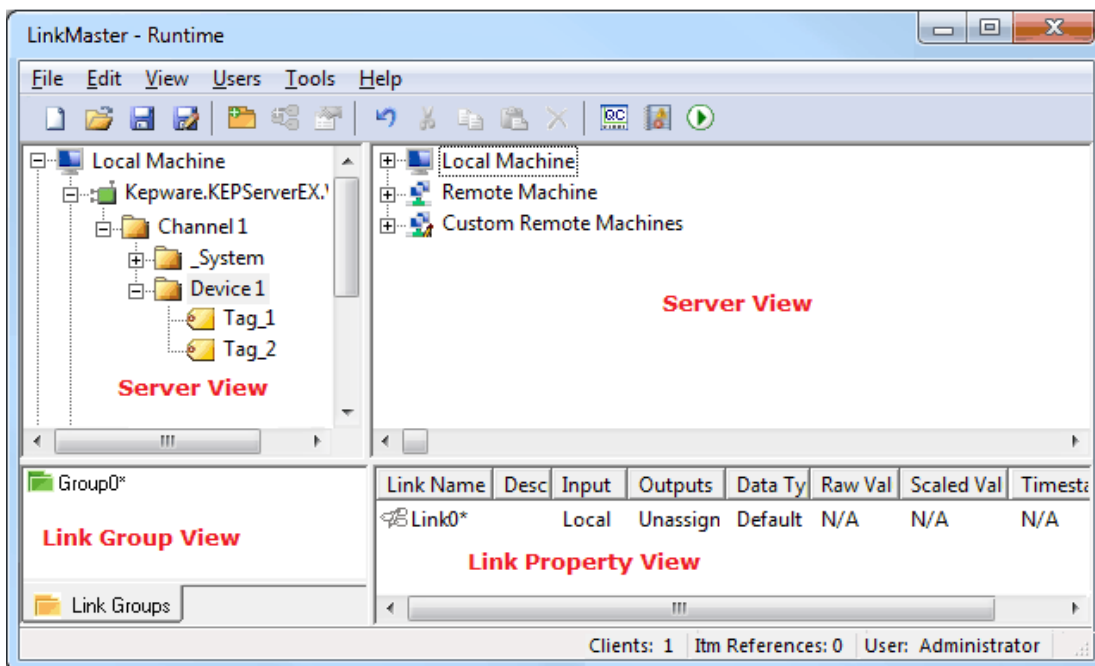 LinkMaster - Runtime
File Edit View Users Tools Help
QC
Local Machine
Kepware.KEPServerEX.
Channel 1
_System
Device 1
Tag_1
Tag_2
Server View
Local Machine
Remote Machine
Custom Remote Machines
Server View
Group0*
Link Group View
Link Groups
Link Name Desc Input Outputs Data Ty Raw Val Scaled Val Timesta
Link0* Local Unassign Default N/A N/A N/A
Link Property View
Clients: 1 Itm References: 0 User: Administrator